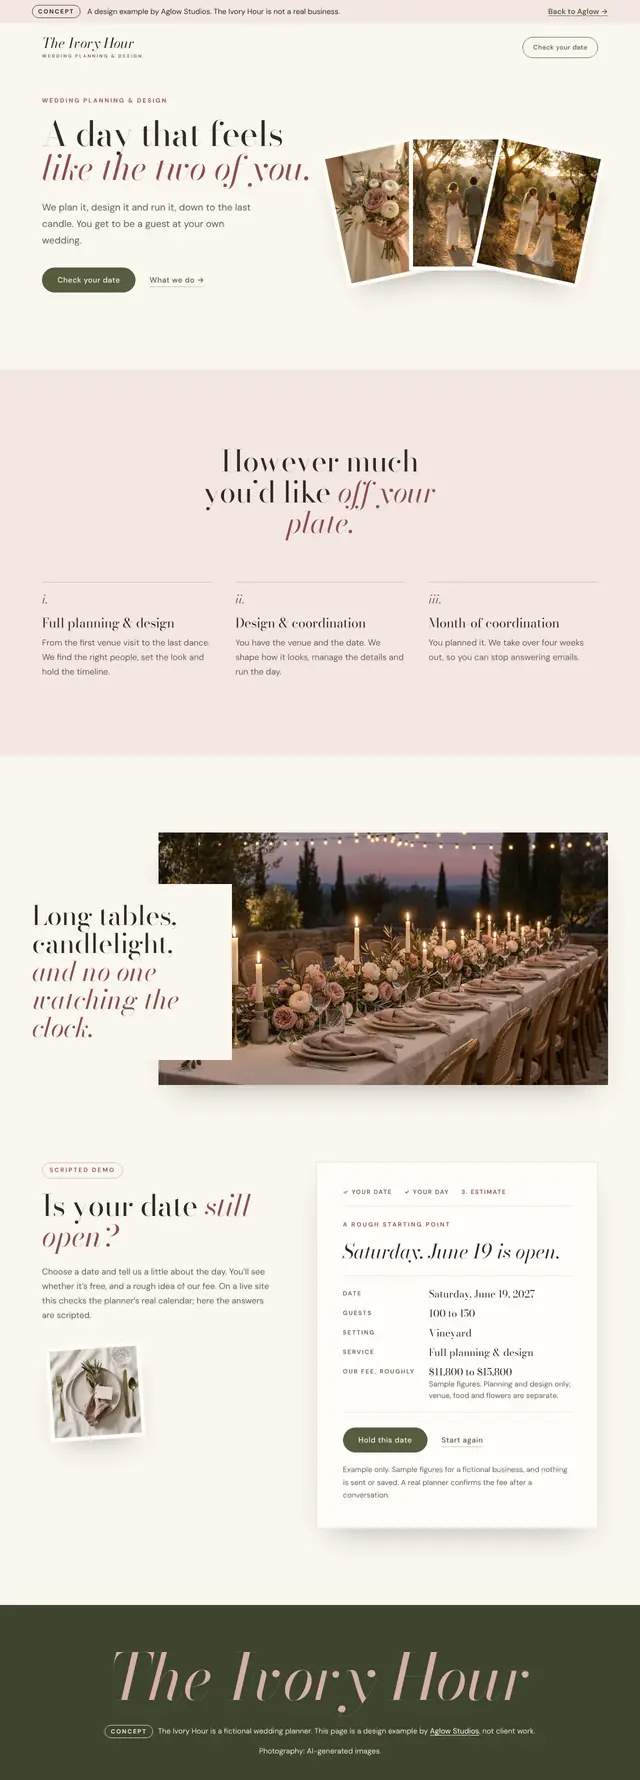 CONCEPT A design example by Aglow Studios. The Ivory Hour is not a real business.
Back to Aglow →
The Ivory Hour
WEDDING PLANNING & DESIGN
Check your date
WEDDING PLANNING & DESIGN
A day that feels
like the two of you.
We plan it, design it and run it, down to the last
candle. You get to be a guest at your own
wedding.
Check your date
What we do →
However much
you'd like off your
plate.
i.
Full planning & design
From the first venue visit to the last dance.
We find the right people, set the look and
hold the timeline.
ii.
Design & coordination
You have the venue and the date. We
shape how it looks, manage the details and
run the day.
iii.
Month-of coordination
You planned it. We take over four weeks
out, so you can stop answering emails.
Long tables,
candlelight,
and no one
watching the
clock.
SCRIPTED DEMO
Is your date still
open?
Choose a date and tell us a little about the day. You'll see
whether it's free, and a rough idea of our fee. On a live site
this checks the planner's real calendar; here the answers
are scripted.
✓ YOUR DATE
✓ YOUR DAY
3. ESTIMATE
A ROUGH STARTING POINT
Saturday, June 19 is open.
DATE Saturday, June 19, 2027
GUESTS 100 to 150
SETTING Vineyard
SERVICE Full planning & design
OUR FEE, ROUGHLY $11,800 to $15,800
Sample figures. Planning and design only;
venue, food and flowers are separate.
Hold this date
Start again
Example only. Sample figures for a fictional business, and nothing
is sent or saved. A real planner confirms the fee after a
conversation.
The Ivory Hour
CONCEPT The Ivory Hour is a fictional wedding planner. This page is a design example by Aglow Studios, not client work.
Photography: AI-generated images.